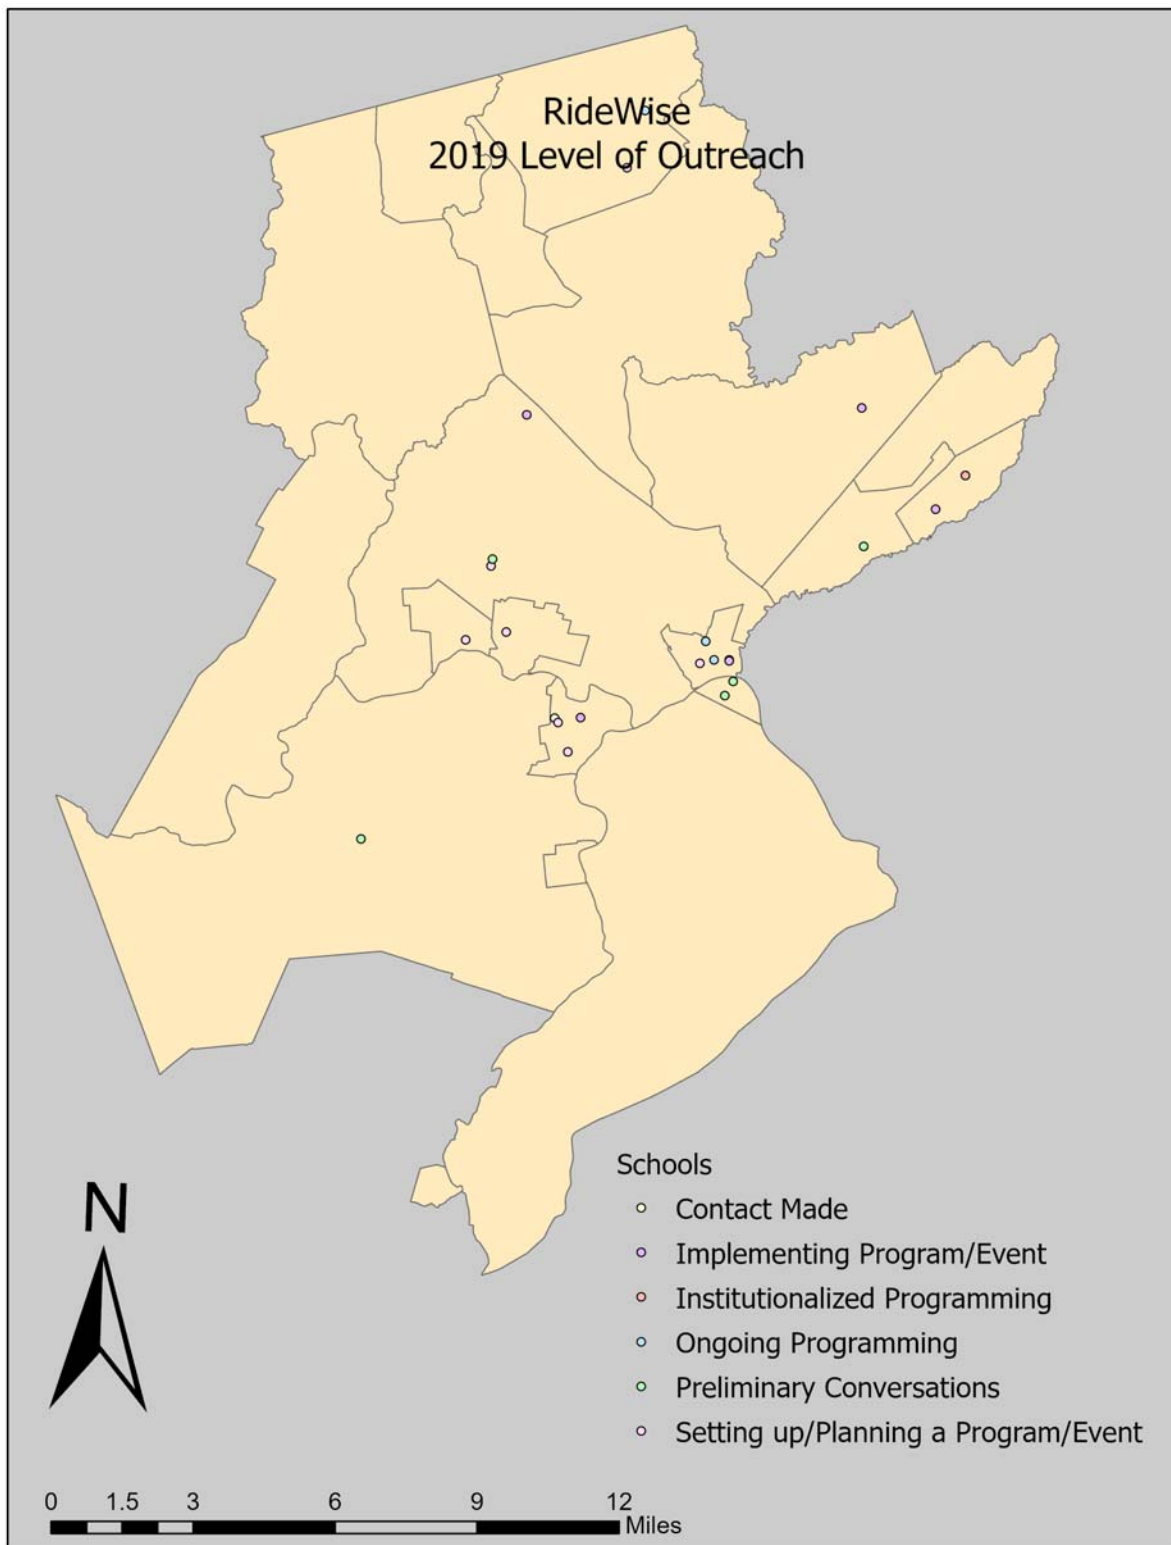 RideWise
2019 Level of Outreach
Schools
Contact Made
Implementing Program/Event
Institutionalized Programming
Ongoing Programming
Preliminary Conversations
Setting up/Planning a Program/Event
N
0 1.5 3 6 9 12
Miles